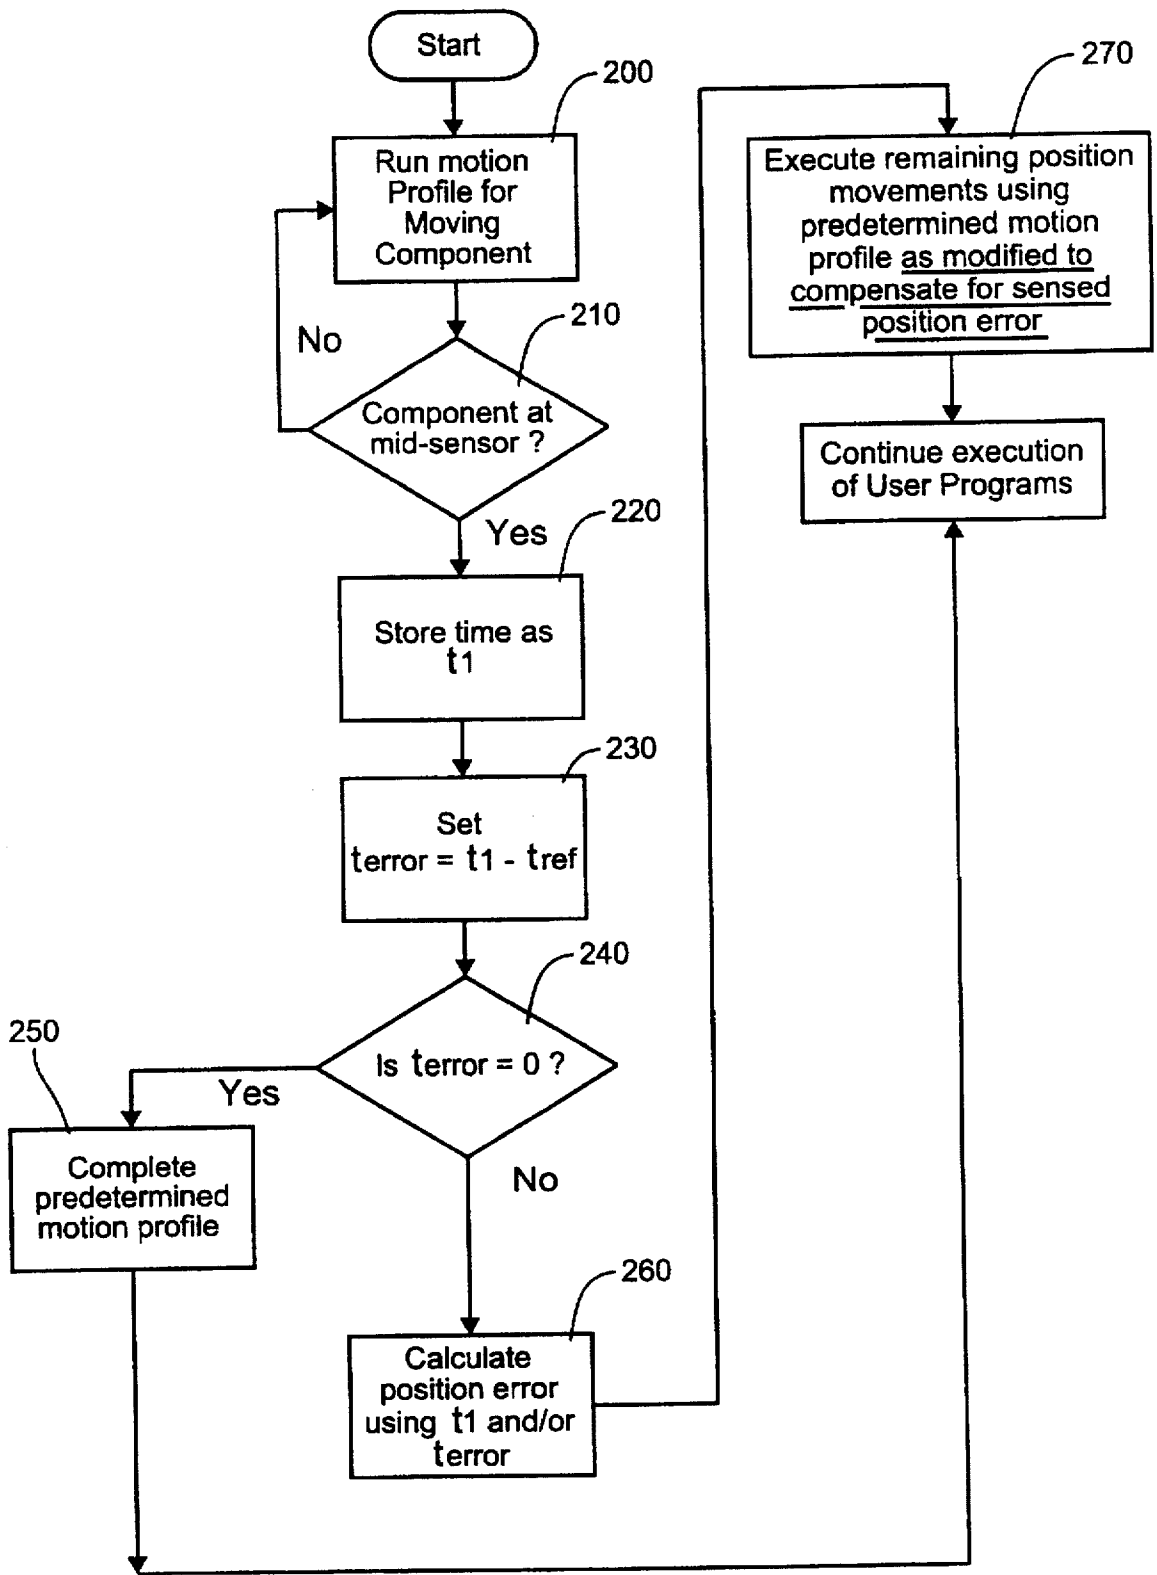 Start
200
Run motion
Profile for
Moving
Component
No
210
Component at
mid-sensor ?
Yes
220
Store time as
t1
230
Set
terror = t1 - tref
240
Is terror = 0 ?
Yes
No
250
Complete
predetermined
motion profile
260
Calculate
position error
using t1 and/or
terror
270
Execute remaining position
movements using
predetermined motion
profile as modified to
compensate for sensed
position error
Continue execution
of User Programs